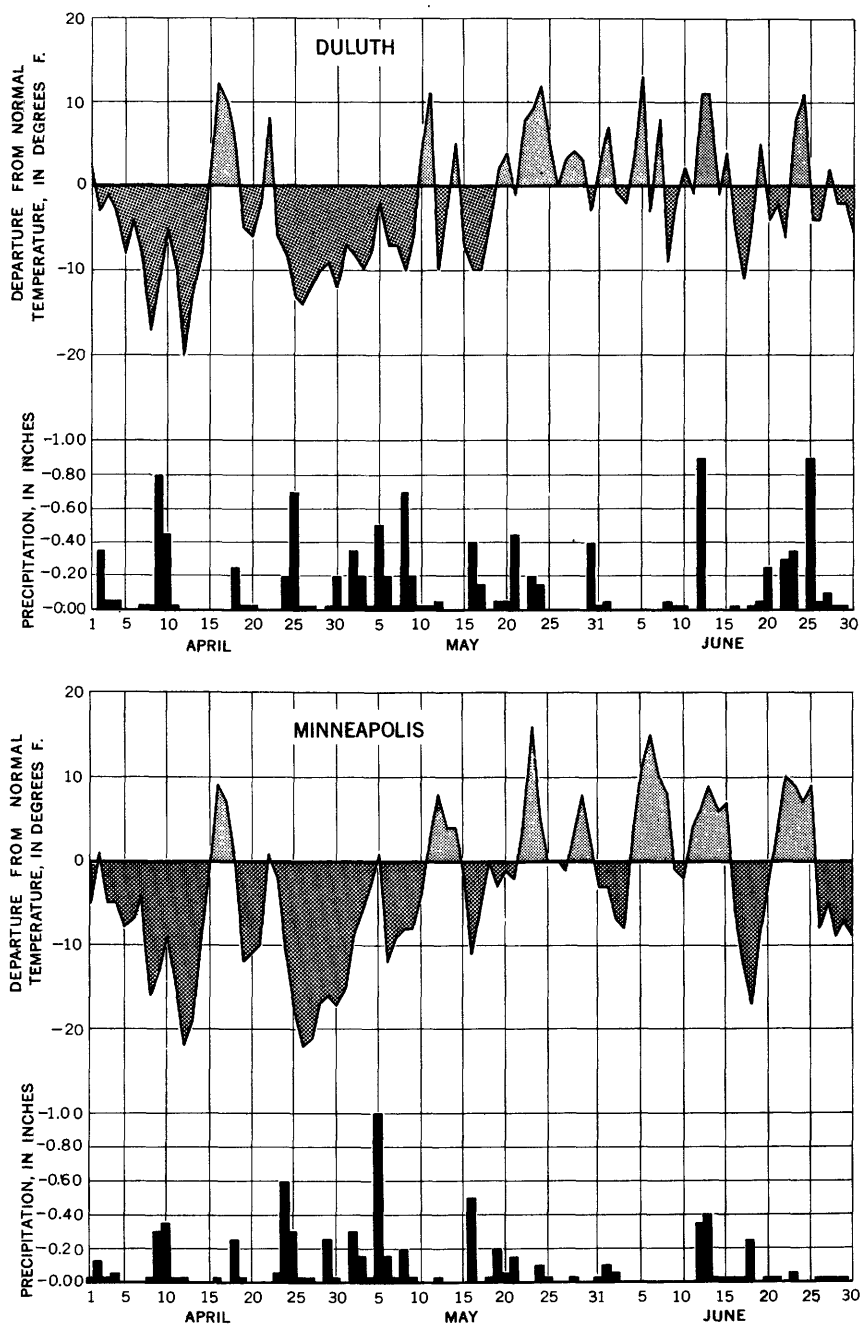 DULUTH
DEPARTURE FROM NORMAL
TEMPERATURE, IN DEGREES F.
20
10
0
-10
-20
PRECIPITATION, IN INCHES
-1.00
-0.80
-0.60
-0.40
-0.20
-0.00
1 5 10 15 20 25 30 5 10 15 20 25 31 5 10 15 20 25 30
APRIL MAY JUNE
MINNEAPOLIS
DEPARTURE FROM NORMAL
TEMPERATURE, IN DEGREES F.
20
10
0
-10
-20
PRECIPITATION, IN INCHES
-1.00
-0.80
-0.60
-0.40
-0.20
-0.00
1 5 10 15 20 25 30 5 10 15 20 25 31 5 10 15 20 25 30
APRIL MAY JUNE